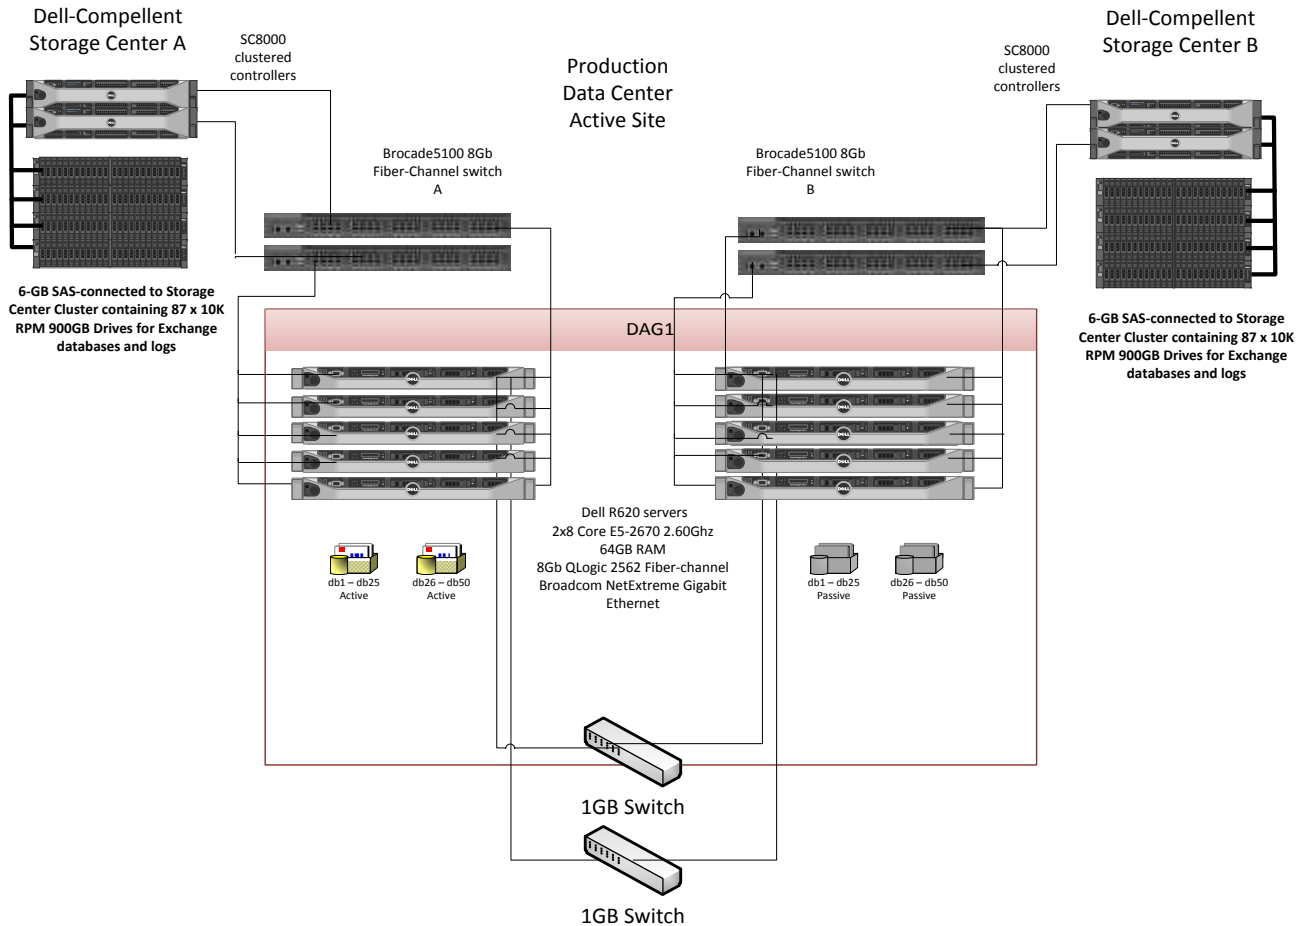 Dell-Compellent
Storage Center A
SC8000
clustered
controllers
Production
Data Center
Active Site
Dell-Compellent
Storage Center B
SC8000
clustered
controllers
Brocade5100 8Gb
Fiber-Channel switch
A
Brocade5100 8Gb
Fiber-Channel switch
B
6-GB SAS-connected to Storage
Center Cluster containing 87 x 10K
RPM 900GB Drives for Exchange
databases and logs
6-GB SAS-connected to Storage
Center Cluster containing 87 x 10K
RPM 900GB Drives for Exchange
databases and logs
DAG1
Dell R620 servers
2x8 Core E5-2670 2.60Ghz
64GB RAM
8Gb QLogic 2562 Fiber-channel
Broadcom NetExtreme Gigabit
Ethernet
db1 – db25
Active
db26 – db50
Active
db1 – db25
Passive
db26 – db50
Passive
1GB Switch
1GB Switch